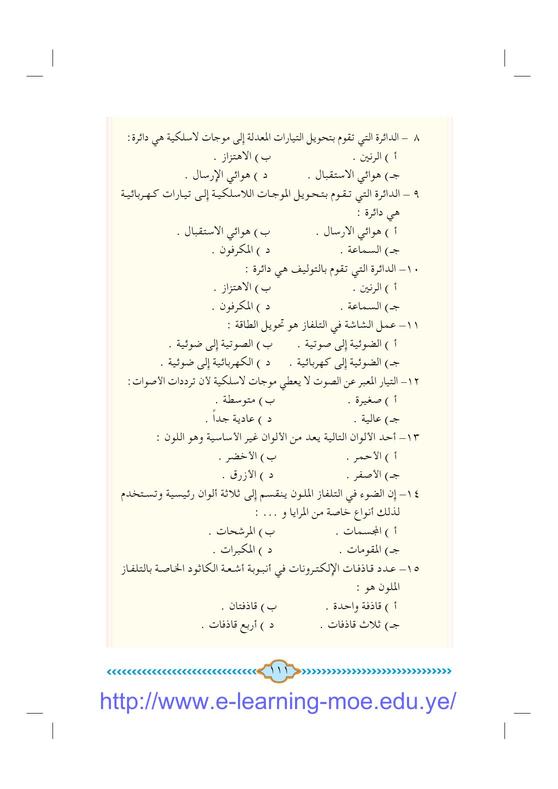 ٨ – الدائرة التي تقوم بتحويل التيارات المعدلة إلى موجات لاسلكية هي دائرة :
أ ) الرنين . ب ) الاهتزاز .
جـ) هوائي الاستقبال . د ) هوائي الإرسال .
٩ – الدائرة التي تقوم بتحويل الموجات اللاسلكية إلى تيارات كهربائية
هي دائرة :
أ ) هوائي الارسال . ب ) هوائي الاستقبال .
جـ) السماعة . د ) المكرفون .
١٠– الدائرة التي تقوم بالتوليف هي دائرة :
أ ) الرنين . ب ) الاهتزاز .
جـ) السماعة . د ) المكرفون .
١١– عمل الشاشة في التلفاز هو تحويل الطاقة :
أ ) الضوئية إلى صوتية . ب ) الصوتية إلى ضوئية .
جـ) الضوئية إلى كهربائية . د ) الكهربائية إلى ضوئية .
١٢– التيار المعبر عن الصوت لا يعطي موجات لاسلكية لأن ترددات الأصوات :
أ ) صغيرة . ب ) متوسطة .
جـ) عالية . د ) عادية جداً .
١٣– أحد الألوان التالية يعد من الألوان غير الأساسية وهو اللون :
أ ) الأحمر . ب ) الأخضر .
جـ) الأصفر . د ) الأزرق .
١٤– إن الضوء في التلفاز الملون ينقسم إلى ثلاثة ألوان رئيسية وتستخدم
لذلك أنواع خاصة من المرايا و ... :
أ ) المجسمات . ب ) المرشحات .
جـ) المقومات . د ) المكبرات .
١٥– عدد قاذفات الإلكترونات في أنبوبة أشعة الكاثود الخاصة بالتلفاز
الملون هو :
أ ) قاذفة واحدة . ب ) قاذفتان .
جـ) ثلاث قاذفات . د ) أربع قاذفات .
١١١
http://www.e-learning-moe.edu.ye/